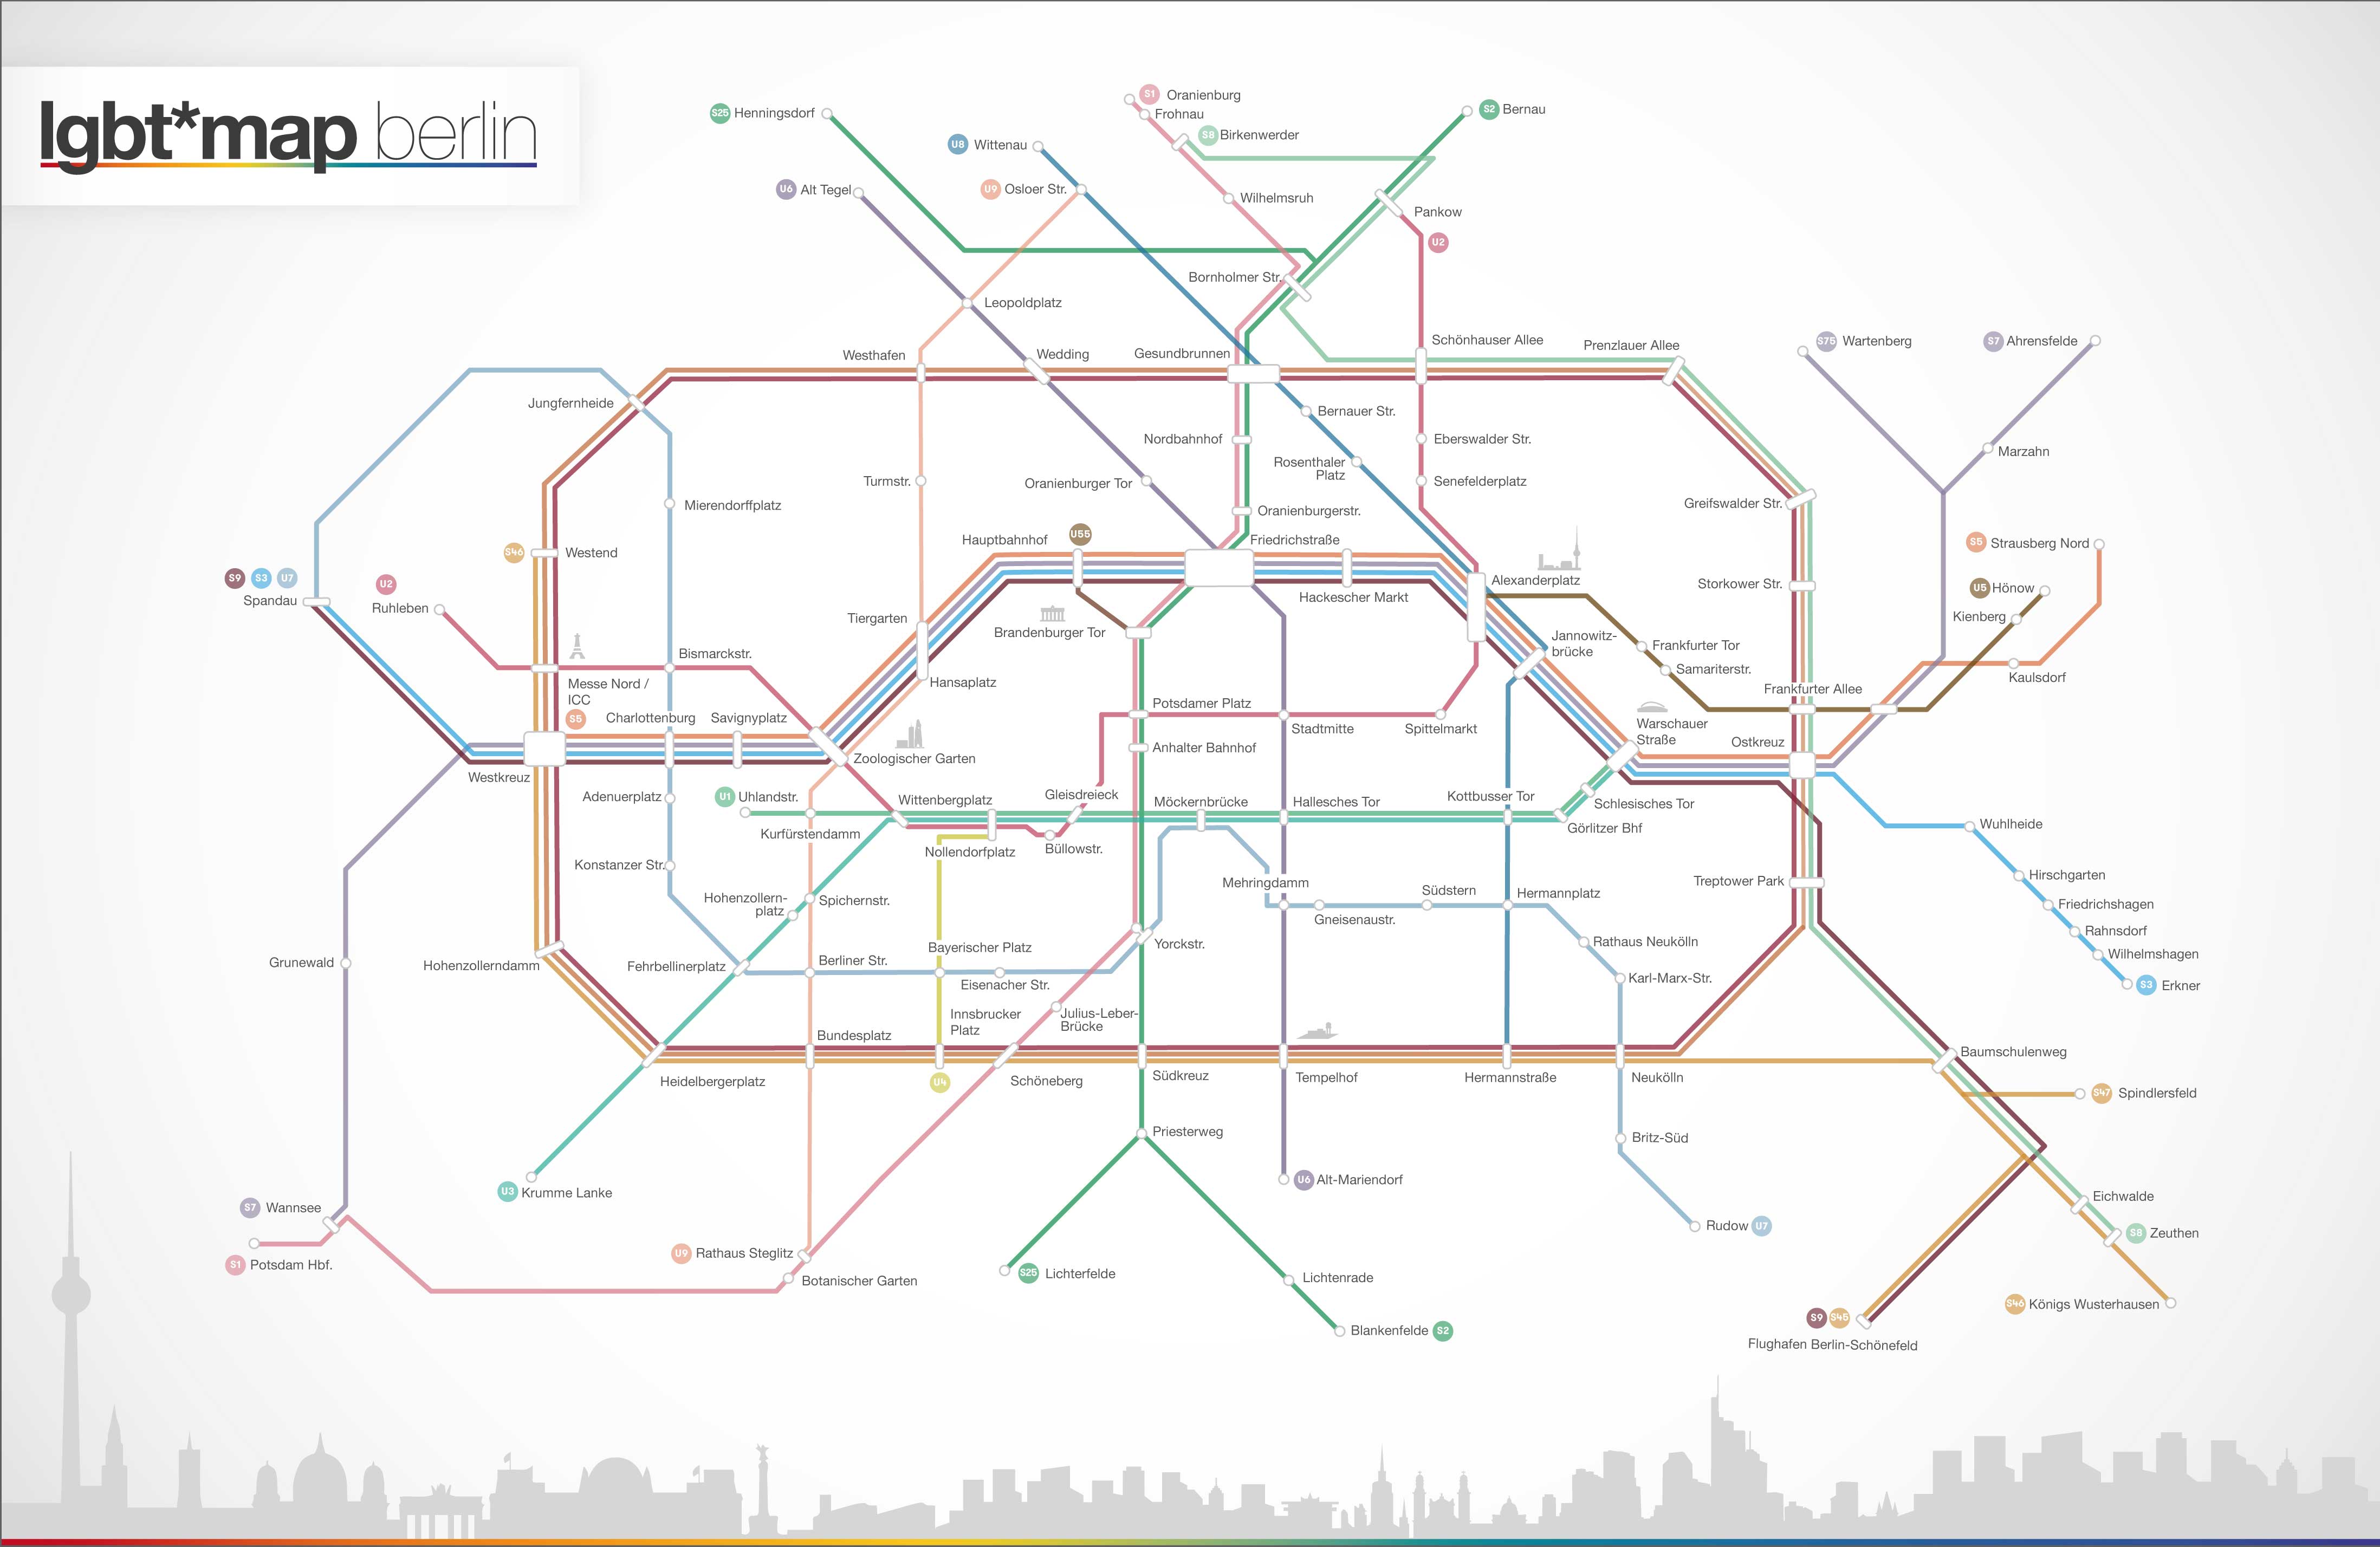 lgbt*map berlin
S25 Henningsdorf
S1 Oranienburg
Frohnau
S8 Birkenwerder
S2 Bernau
U8 Wittenau
U6 Alt Tegel
U9 Osloer Str.
Wilhelmsruh
Pankow
U2
Bornholmer Str.
Leopoldplatz
Westhafen
Wedding
Gesundbrunnen
Schönhauser Allee
Prenzlauer Allee
S75 Wartenberg
S7 Ahrensfelde
Jungfernheide
Bernauer Str.
Nordbahnhof
Eberswalder Str.
Marzahn
Rosenthaler
Platz
Turmstr.
Oranienburger Tor
Senefelderplatz
Mierendorffplatz
Greifswalder Str.
Oranienburgerstr.
S46
Westend
Hauptbahnhof
U55
Friedrichstraße
S5 Strausberg Nord
S9 S3 U7
Spandau
U2
Ruhleben
Hackescher Markt
Alexanderplatz
Storkower Str.
U5 Hönow
Kienberg
Tiergarten
Brandenburger Tor
Jannowitz-
brücke
Frankfurter Tor
Samariterstr.
Bismarckstr.
Kaulsdorf
Messe Nord /
ICC
S5
Hansaplatz
Frankfurter Allee
Charlottenburg
Savignyplatz
Potsdamer Platz
Stadtmitte
Spittelmarkt
Warschauer
Straße
Ostkreuz
Anhalter Bahnhof
Zoologischer Garten
Westkreuz
Adenuerplatz
U1 Uhlandstr.
Wittenbergplatz
Gleisdreieck
Möckernbrücke
Hallesches Tor
Kottbusser Tor
Schlesisches Tor
Kurfürstendamm
Görlitzer Bhf
Wuhlheide
Nollendorfplatz
Büllowstr.
Konstanzer Str.
Mehringdamm
Treptower Park
Hirschgarten
Hohenzollern-
platz
Spichernstr.
Südstern
Hermannplatz
Gneisenaustr.
Friedrichshagen
Rahnsdorf
Grunewald
Hohenzollerndamm
Fehrbellinerplatz
Berliner Str.
Bayerischer Platz
Yorckstr.
Rathaus Neukölln
Wilhelmshagen
Eisenacher Str.
Karl-Marx-Str.
S3 Erkner
Innsbrucker
Platz
Julius-Leber-
Brücke
Bundesplatz
Baumschulenweg
Heidelbergerplatz
U4
Schöneberg
Südkreuz
Tempelhof
Hermannstraße
Neukölln
S47 Spindlersfeld
Priesterweg
Britz-Süd
U3 Krumme Lanke
U6 Alt-Mariendorf
Eichwalde
S7 Wannsee
Rudow U7
S8 Zeuthen
S1 Potsdam Hbf.
U9 Rathaus Steglitz
Botanischer Garten
S25 Lichterfelde
Lichtenrade
S46 Königs Wusterhausen
Blankenfelde S2
S9 S45
Flughafen Berlin-Schönefeld